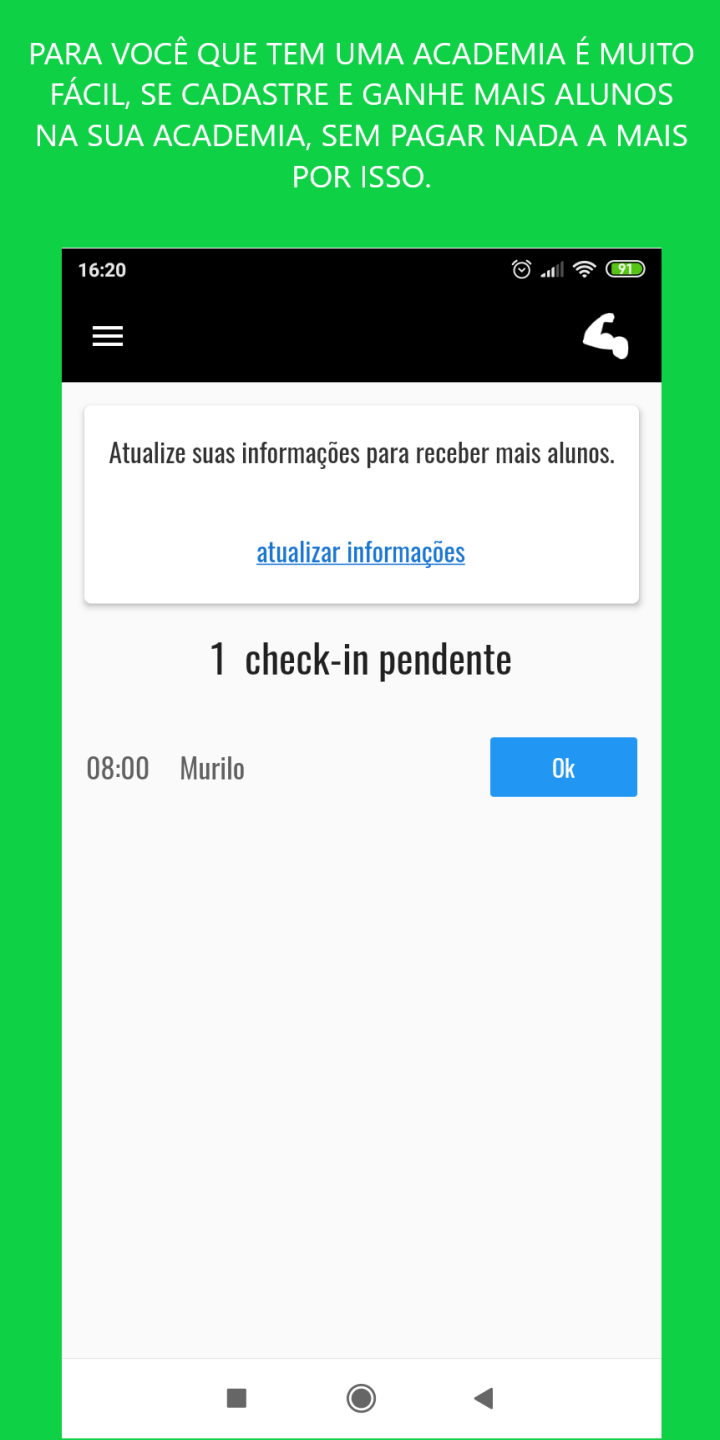 PARA VOCÊ QUE TEM UMA ACADEMIA É MUITO
FÁCIL, SE CADASTRE E GANHE MAIS ALUNOS
NA SUA ACADEMIA, SEM PAGAR NADA A MAIS
POR ISSO.
16:20 91
Atualize suas informações para receber mais alunos.
atualizar informações
1 check-in pendente
08:00 Murilo Ok